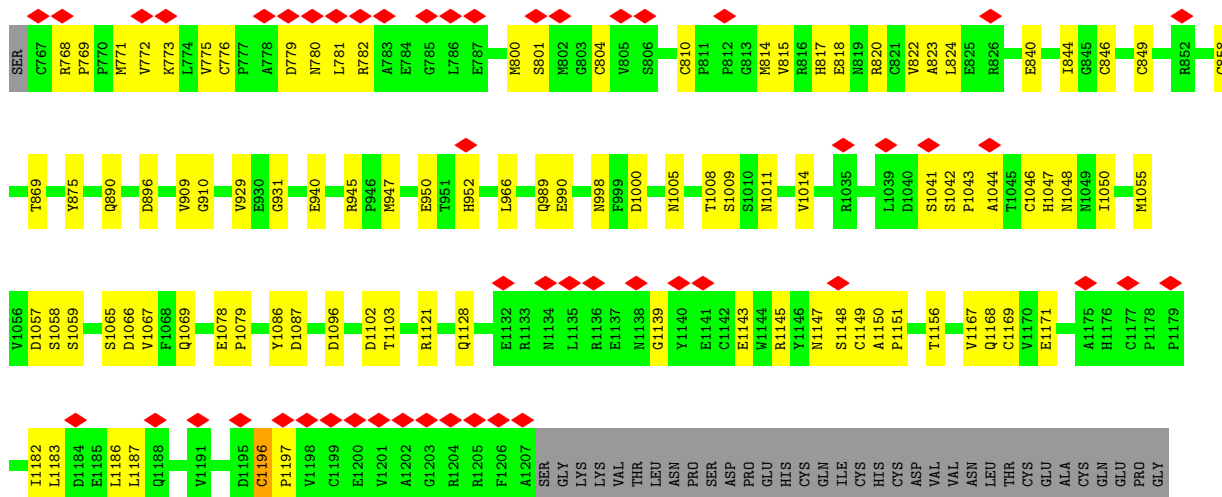 SER C767 R768 P769 P770 M771 V772 K773 L774 V775 C776 P777 A778 D779 N780 L781 R782 A783 E784 G785 L786 E787 M800 S801 M802 G803 C804 V805 S806 C810 P811 P812 G813 M814 V815 R816 H817 E818 N819 R820 C821 V822 A823 L824 E825 R826 E840 I844 G845 C846 C849 R852
T869 Y875 Q890 D896 V909 G910 V929 E930 G931 E940 R945 P946 M947 E950 T951 H952 L966 Q989 E990 N998 F999 D1000 N1005 T1008 S1009 S1010 N1011 V1014 R1035 L1039 D1040 S1041 S1042 P1043 A1044 T1045 C1046 H1047 N1048 N1049 I1050 M1055
V1056 D1057 S1058 S1059 S1065 D1066 V1067 F1068 Q1069 E1078 P1079 Y1086 D1087 D1096 D1102 T1103 R1121 Q1128 E1132 R1133 N1134 L1135 R1136 E1137 N1138 G1139 Y1140 E1141 C1142 E1143 W1144 R1145 Y1146 N1147 S1148 C1149 A1150 P1151 T1156 V1167 Q1168 C1169 V1170 E1171 A1175 H1176 C1177 P1178 P1179
I1182 L1183 D1184 E1185 L1186 L1187 Q1188 V1191 D1195 C1196 P1197 V1198 C1199 E1200 V1201 A1202 G1203 R1204 R1205 F1206 A1207 SER GLY LYS LYS VAL THR LEU ASN PRO SER ASP PRO GLU HIS CYS GLN ILE CYS HIS CYS ASP VAL VAL ASN LEU THR CYS GLU ALA CYS GLN GLU PRO GLY